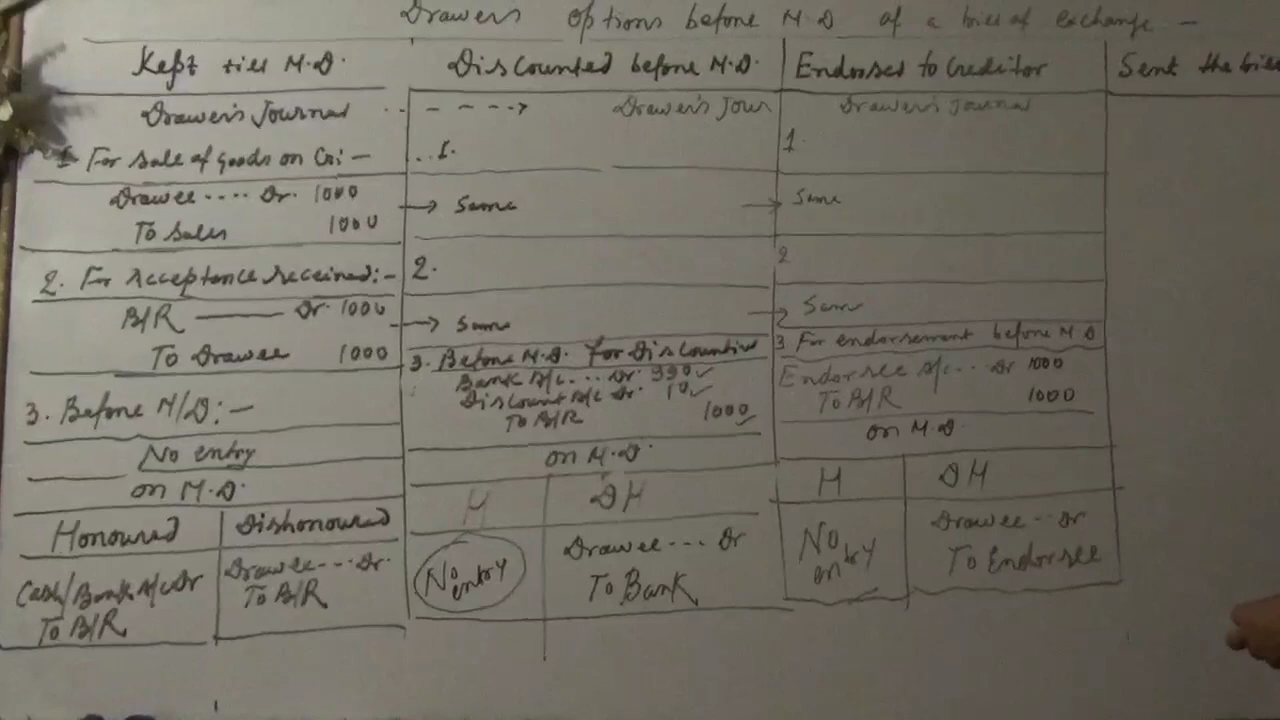 Drawers options before M.D of a bill of exchange -
Kept till M.D.
Drawer's Journal
1. For sale of goods on Cri -
Drawee .... Dr. 1000
To sales 1000
2. For Acceptance received:-
B/R —— Dr. 1000
To Drawee 1000
3. Before M/D:-
No entry
on M.D.
Honoured Dishonoured
Cash/Bank A/c Dr
To B/R
Drawee .... Dr.
To B/R
Discounted before M.D.
Drawer's Jour
1.
→ Same
2.
→ Same
3. Before M.D. For Discounting
Bank A/c ... Dr. 990 ✓
Discount A/c Dr. 10 ✓
To B/R 1000
on M.D.
H DH
No
entry
Drawee .... Dr
To Bank
Endorsed to Creditor
Drawer's Journal
1.
→ Same
2
→ Same
3 For endorsement before M.D
Endorsee A/c .. Dr 1000
To B/R 1000
on M.D.
H DH
No
entry
Drawee .. Dr
To Endorsee
Sent the bill